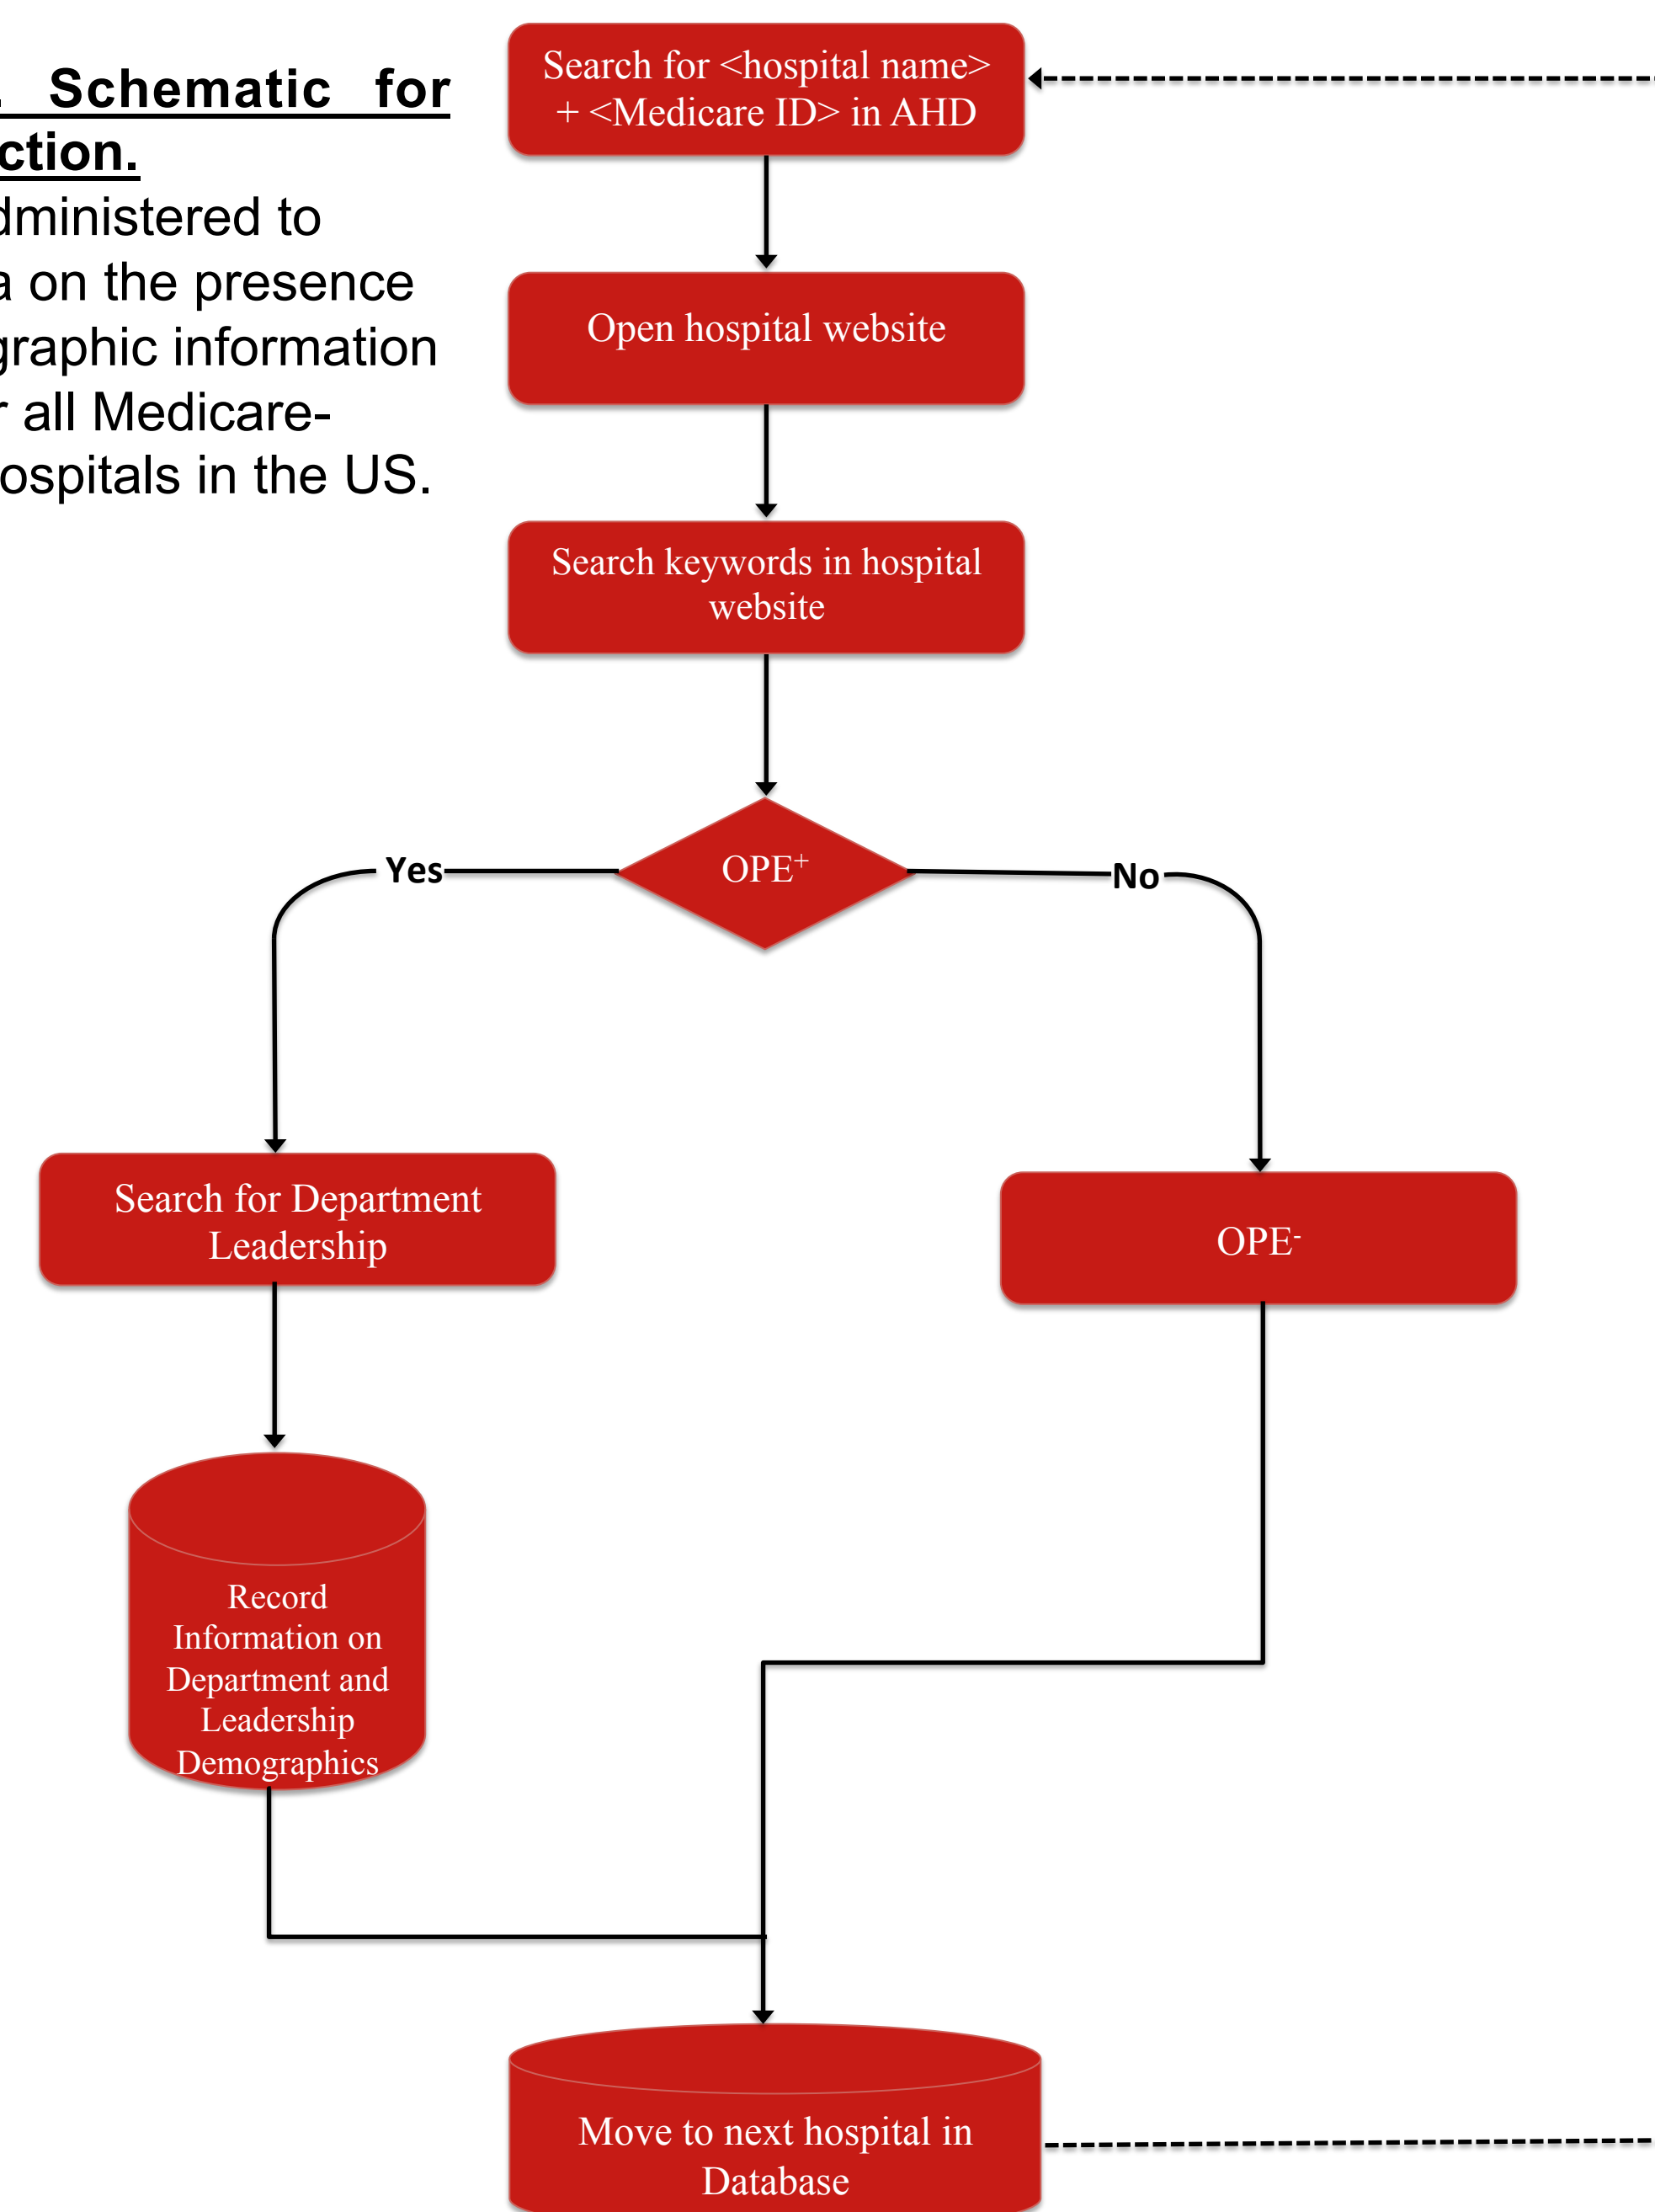 . Schematic for
ction.
dministered to
a on the presence
graphic information
r all Medicare-
ospitals in the US.
Search for <hospital name>
+ <Medicare ID> in AHD
Open hospital website
Search keywords in hospital
website
OPE⁺
Yes
No
Search for Department
Leadership
OPE⁻
Record
Information on
Department and
Leadership
Demographics
Move to next hospital in
Database